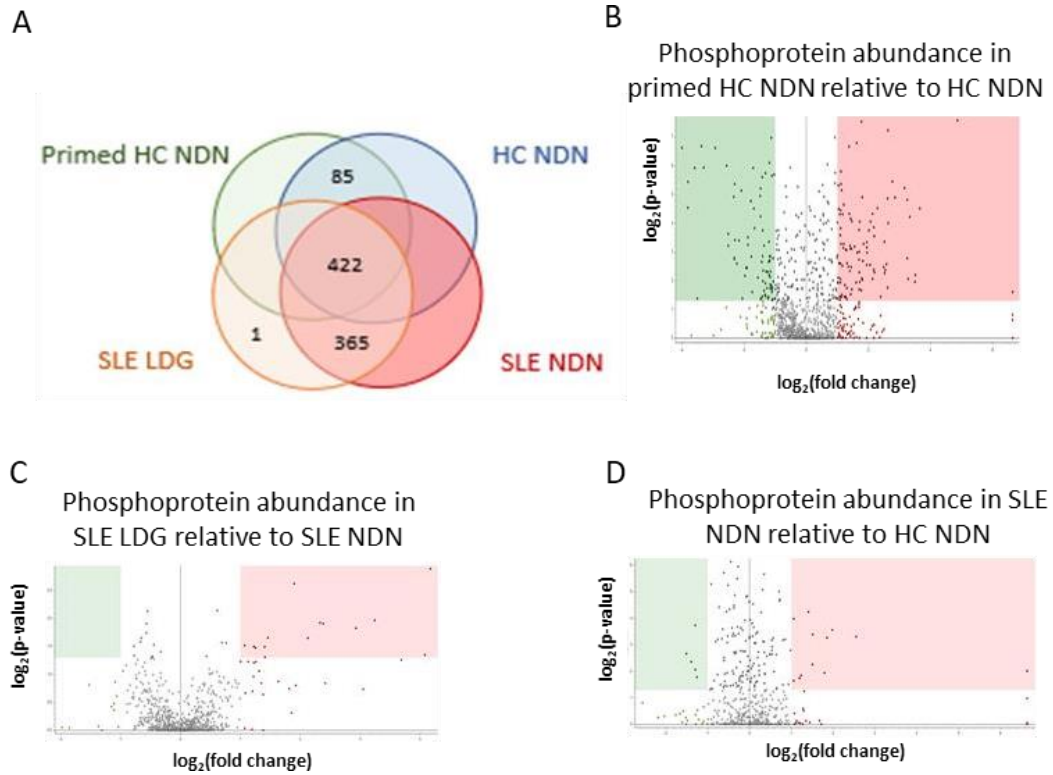 A
Primed HC NDN
HC NDN
85
422
1
365
SLE LDG
SLE NDN
B
Phosphoprotein abundance in
primed HC NDN relative to HC NDN
log₂(p-value)
log₂(fold change)
C
Phosphoprotein abundance in
SLE LDG relative to SLE NDN
log₂(p-value)
log₂(fold change)
D
Phosphoprotein abundance in SLE
NDN relative to HC NDN
log₂(p-value)
log₂(fold change)